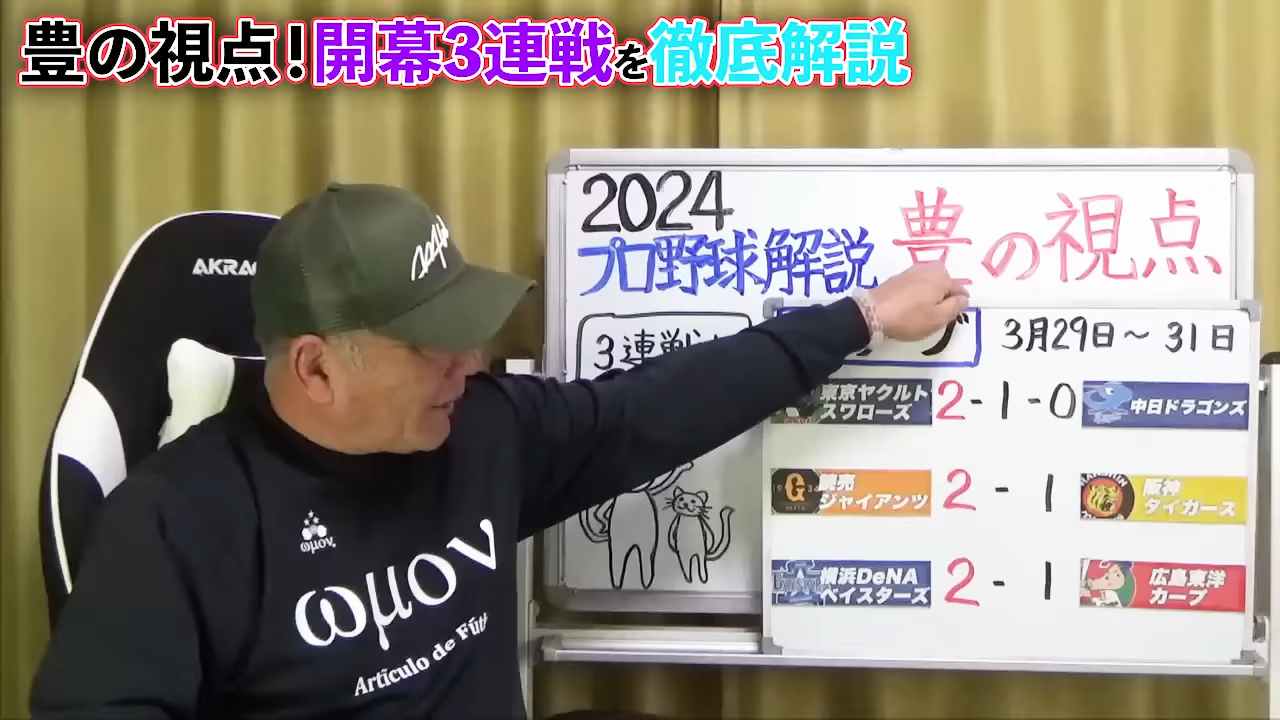 豊の視点!開幕3連戦を徹底解説
2024
プロ野球解説
豊の視点
3連戦
3月29日~31日
AKRA
東京ヤクルト
スワローズ
2-1-0
中日ドラゴンズ
読売
ジャイアンツ
2-1
阪神
タイガース
横浜DeNA
ベイスターズ
2-1
広島東洋
カープ
ωμον
ωμον
Artículo de Fút